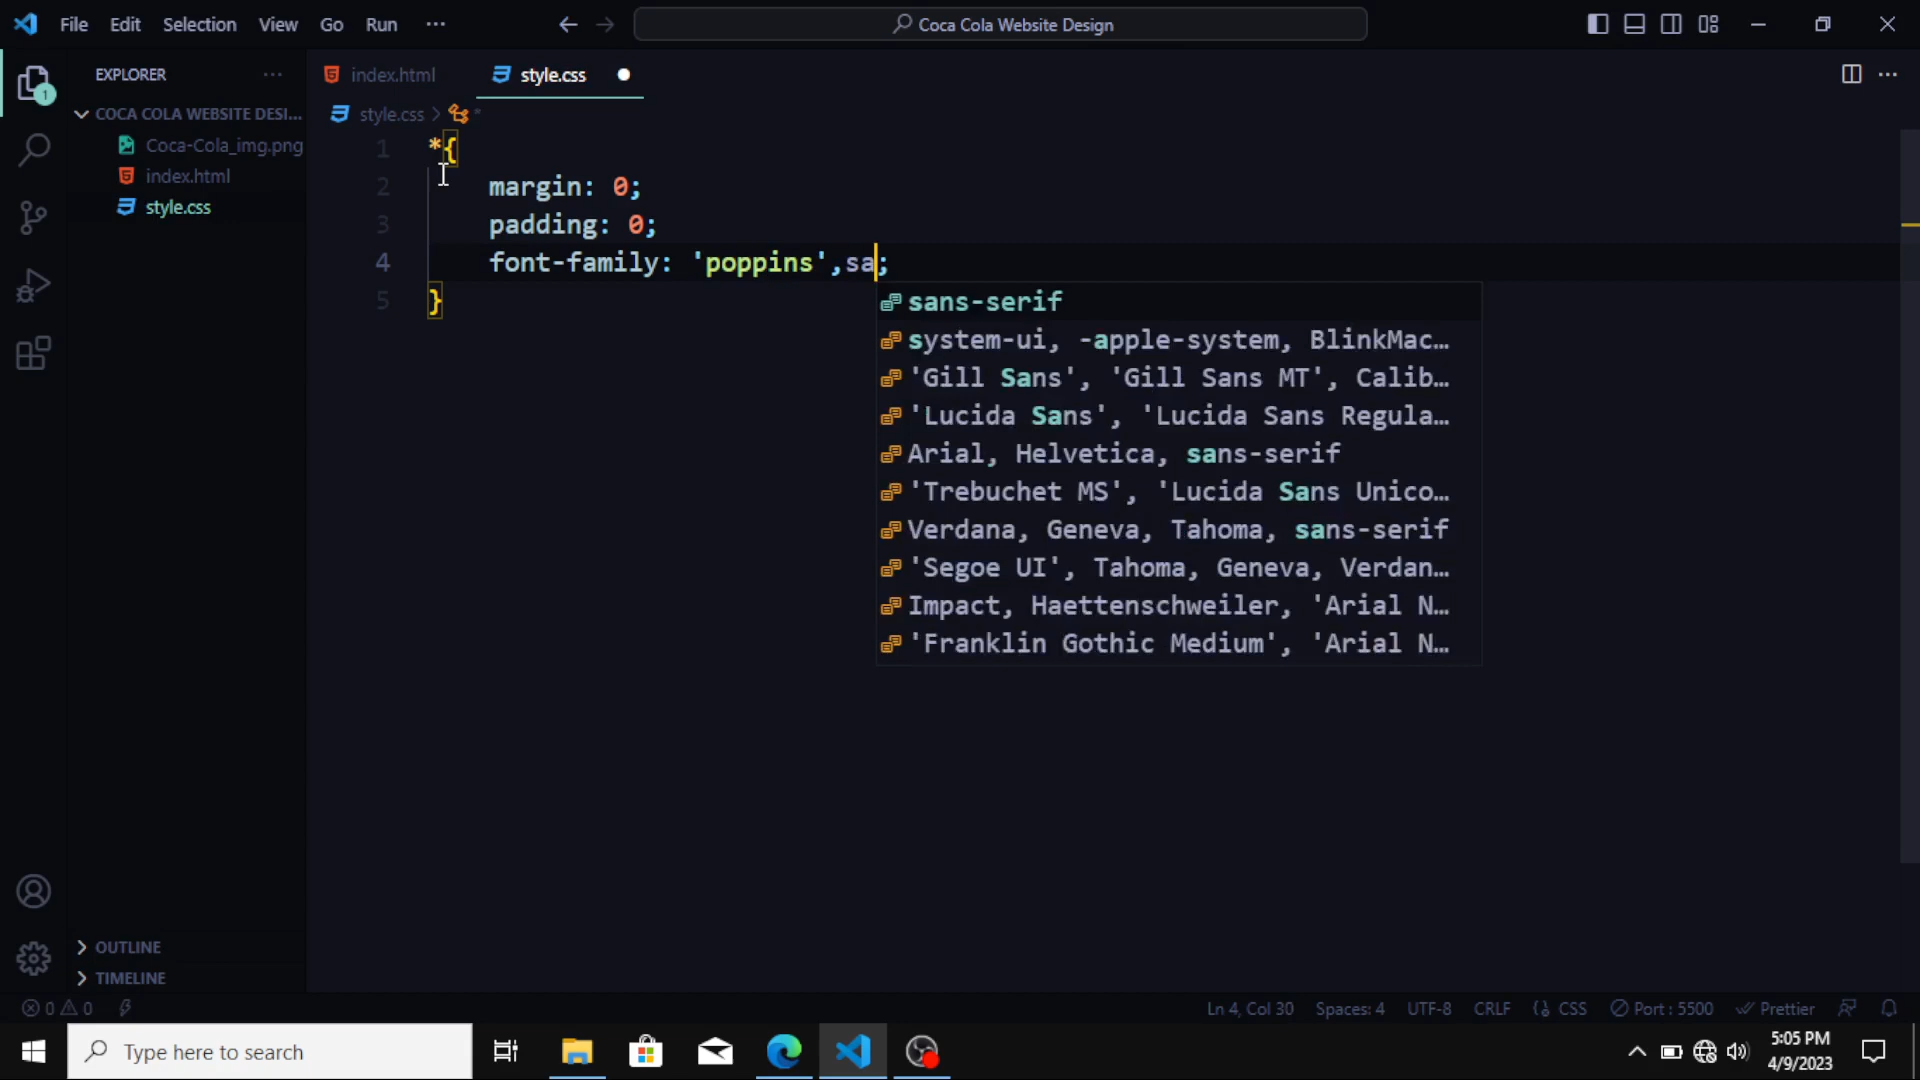 File Edit Selection View Go Run ···
Coca Cola Website Design
EXPLORER ···
index.html
style.css
COCA COLA WEBSITE DESI...
Coca-Cola_img.png
index.html
style.css
style.css > *
1 *{
2 margin: 0;
3 padding: 0;
4 font-family: 'poppins',sa;
5 }
sans-serif
system-ui, -apple-system, BlinkMac…
'Gill Sans', 'Gill Sans MT', Calib…
'Lucida Sans', 'Lucida Sans Regula…
Arial, Helvetica, sans-serif
'Trebuchet MS', 'Lucida Sans Unico…
Verdana, Geneva, Tahoma, sans-serif
'Segoe UI', Tahoma, Geneva, Verdan…
Impact, Haettenschweiler, 'Arial N…
'Franklin Gothic Medium', 'Arial N…
1
OUTLINE
TIMELINE
0 0
Ln 4, Col 30 Spaces: 4 UTF-8 CRLF CSS Port : 5500 Prettier
Type here to search
5:05 PM
4/9/2023